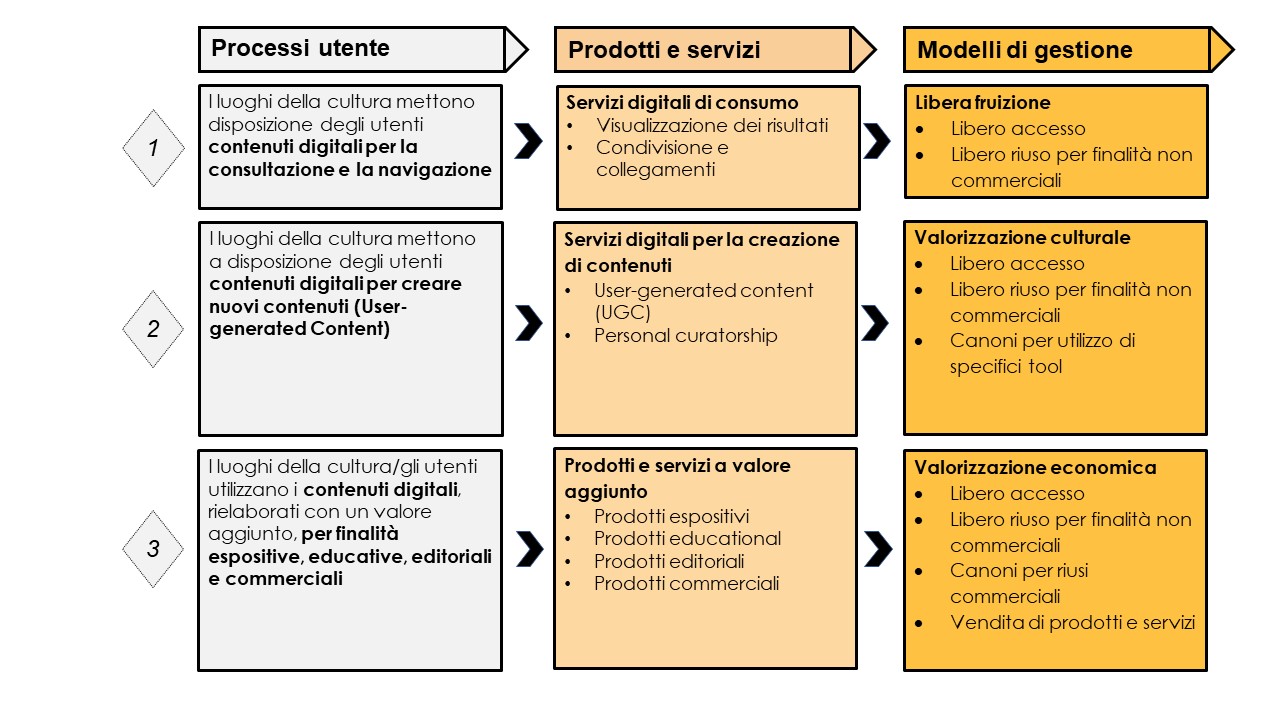 Processi utente
Prodotti e servizi
Modelli di gestione
1
I luoghi della cultura mettono
disposizione degli utenti
contenuti digitali per la
consultazione e la navigazione
Servizi digitali di consumo
• Visualizzazione dei risultati
• Condivisione e
collegamenti
Libera fruizione
• Libero accesso
• Libero riuso per finalità non
commerciali
2
I luoghi della cultura mettono
a disposizione degli utenti
contenuti digitali per creare
nuovi contenuti (User-
generated Content)
Servizi digitali per la creazione
di contenuti
• User-generated content
(UGC)
• Personal curatorship
Valorizzazione culturale
• Libero accesso
• Libero riuso per finalità non
commerciali
• Canoni per utilizzo di
specifici tool
3
I luoghi della cultura/gli utenti
utilizzano i contenuti digitali,
rielaborati con un valore
aggiunto, per finalità
espositive, educative, editoriali
e commerciali
Prodotti e servizi a valore
aggiunto
• Prodotti espositivi
• Prodotti educational
• Prodotti editoriali
• Prodotti commerciali
Valorizzazione economica
• Libero accesso
• Libero riuso per finalità non
commerciali
• Canoni per riusi
commerciali
• Vendita di prodotti e servizi